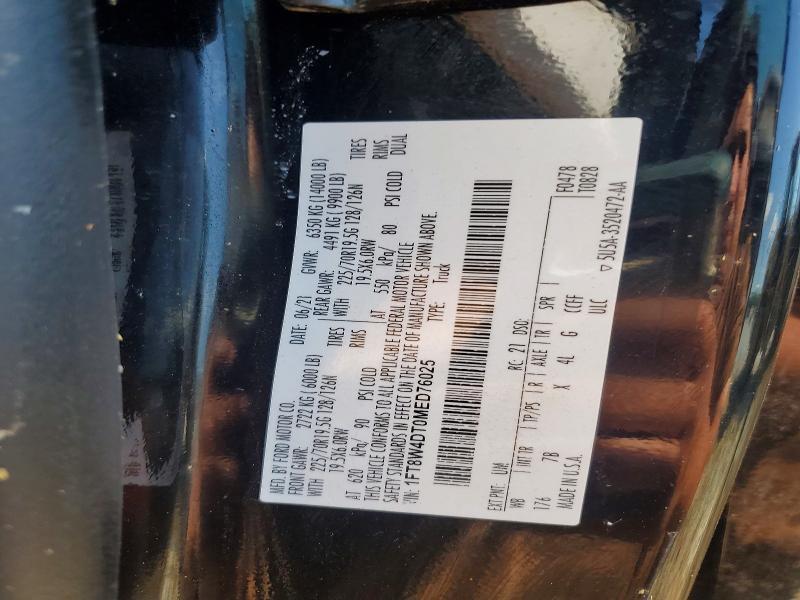 MFD. BY FORD MOTOR CO. DATE: 06/21 GVWR: 6350 KG (14000 LB)
FRONT GAWR: 2722 KG ( 6000 LB) REAR GAWR: 4491 KG ( 9900 LB)
WITH 225/70R19.5G 128/126N TIRES WITH 225/70R19.5G 128/126N TIRES
19.5X6.0RW RIMS 19.5X6.0RW RIMS
AT 620 kPa/ 90 PSI COLD AT 550 kPa/ 80 PSI COLD DUAL
THIS VEHICLE CONFORMS TO ALL APPLICABLE FEDERAL MOTOR VEHICLE
SAFETY STANDARDS IN EFFECT ON THE DATE OF MANUFACTURE SHOWN ABOVE.
VIN: 1FT8W4DT0MED76025 TYPE: Truck
EXT PNT: UM RC: 21 DSO: F0478
WB INT TR TP/PS R AXLE TR SPR T0828
176 7B X 4L G CCFF
MADE IN U.S.A. ULC 5U5A-3520472-AA